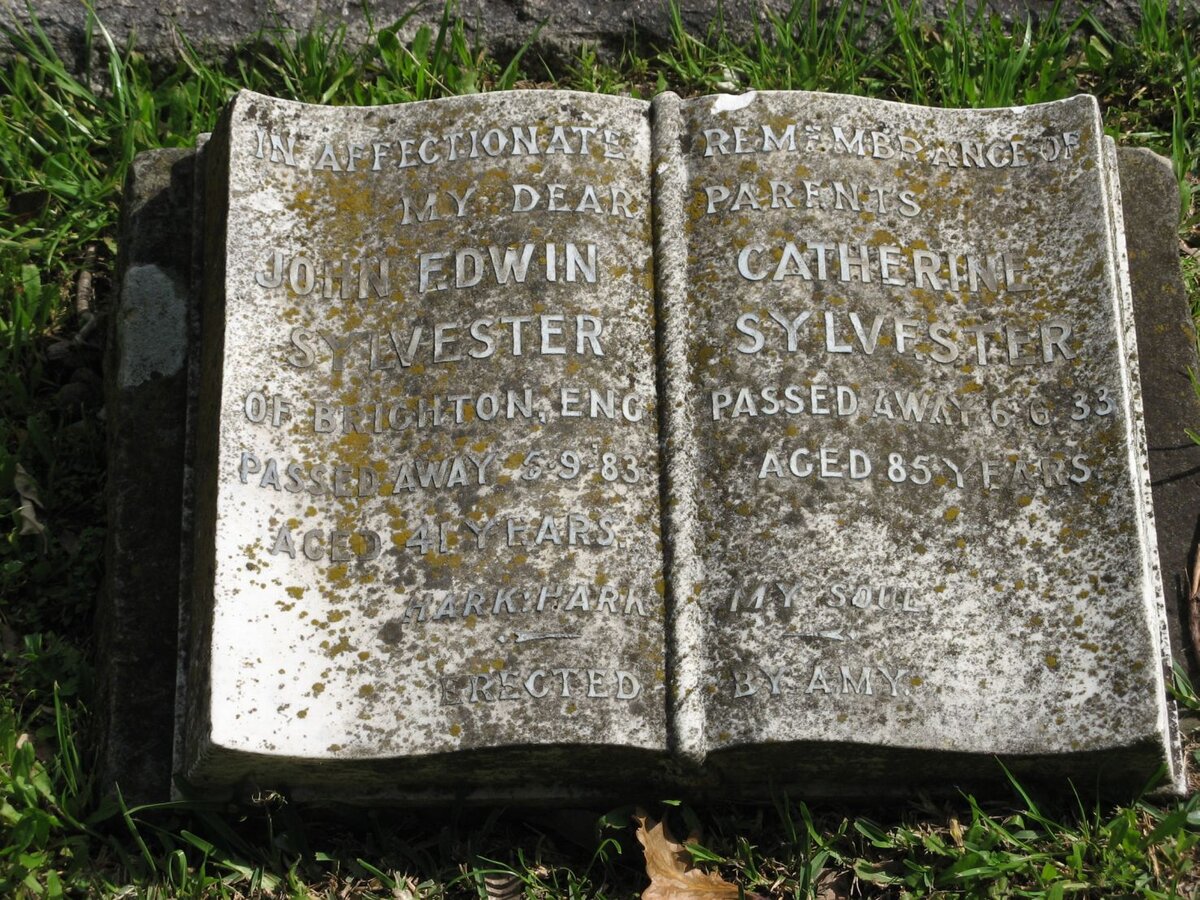 IN AFFECTIONATE REMEMBRANCE OF
MY DEAR PARENTS
JOHN EDWIN CATHERINE
SYLVESTER SYLVESTER
OF BRIGHTON, ENG PASSED AWAY 6·6·33
PASSED AWAY 5·9·83 AGED 85 YEARS
AGED 41 YEARS.
HARK! HARK MY SOUL.
ERECTED BY AMY.